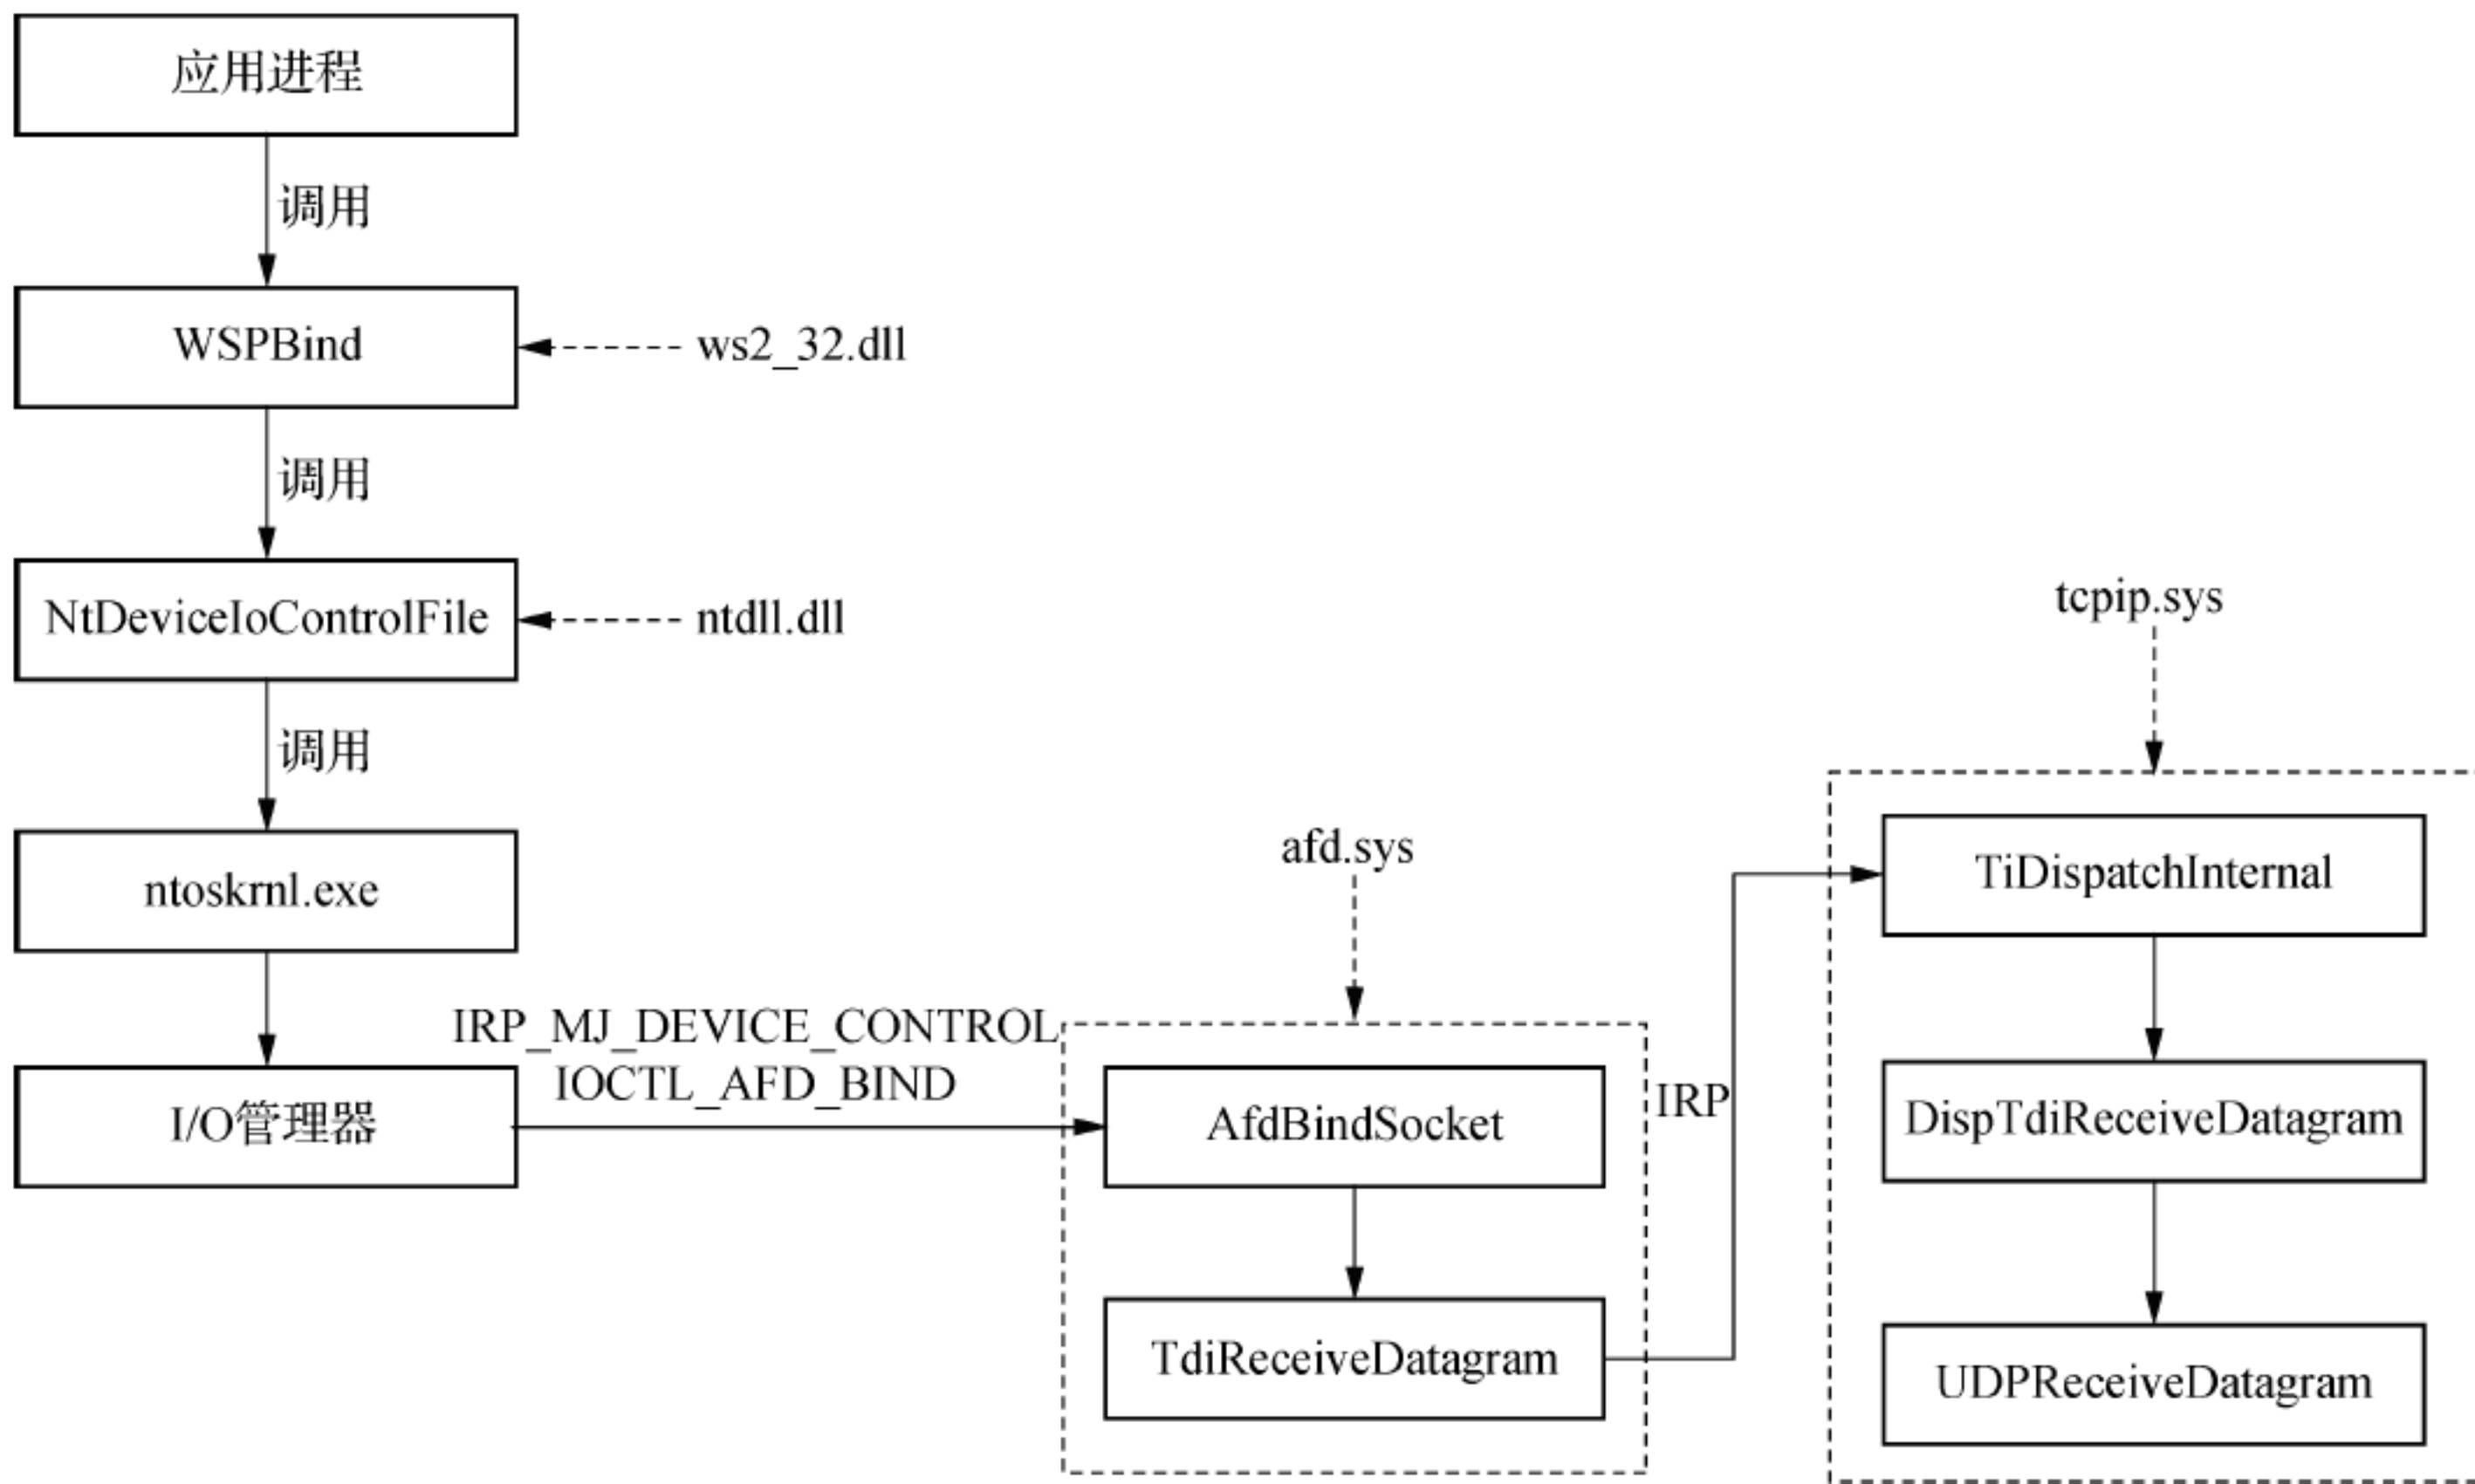 应用进程
调用
WSPBind
ws2_32.dll
调用
NtDeviceIoControlFile
ntdll.dll
调用
ntoskrnl.exe
I/O管理器
IRP_MJ_DEVICE_CONTROL
IOCTL_AFD_BIND
afd.sys
AfdBindSocket
TdiReceiveDatagram
IRP
tcpip.sys
TiDispatchInternal
DispTdiReceiveDatagram
UDPReceiveDatagram